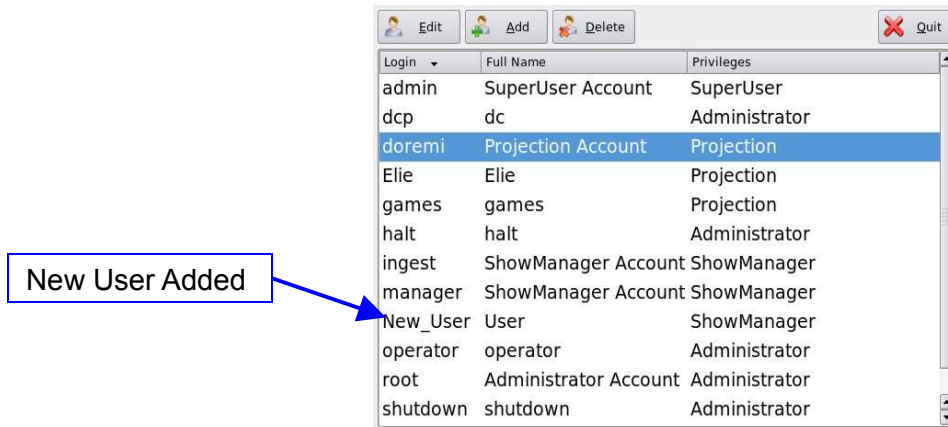 Edit Add Delete Quit
Login Full Name Privileges
admin SuperUser Account SuperUser
dcp dc Administrator
doremi Projection Account Projection
Elie Elie Projection
games games Projection
halt halt Administrator
ingest ShowManager Account ShowManager
New User Added
manager ShowManager Account ShowManager
New_User User ShowManager
operator operator Administrator
root Administrator Account Administrator
shutdown shutdown Administrator